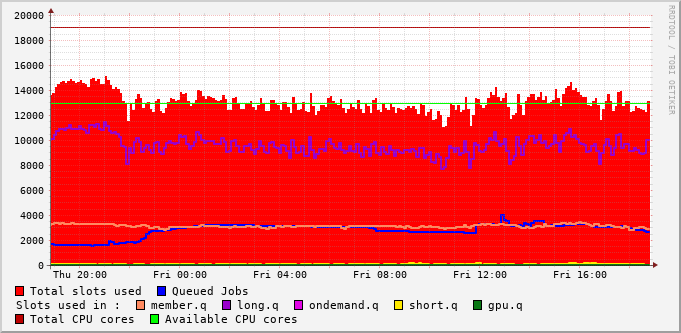 20000
18000
16000
14000
12000
10000
8000
6000
4000
2000
0
Thu 20:00 Fri 00:00 Fri 04:00 Fri 08:00 Fri 12:00 Fri 16:00
Total slots used Queued Jobs
Slots used in : member.q long.q ondemand.q short.q gpu.q
Total CPU cores Available CPU cores
RRDTOOL / TOBI OETIKER